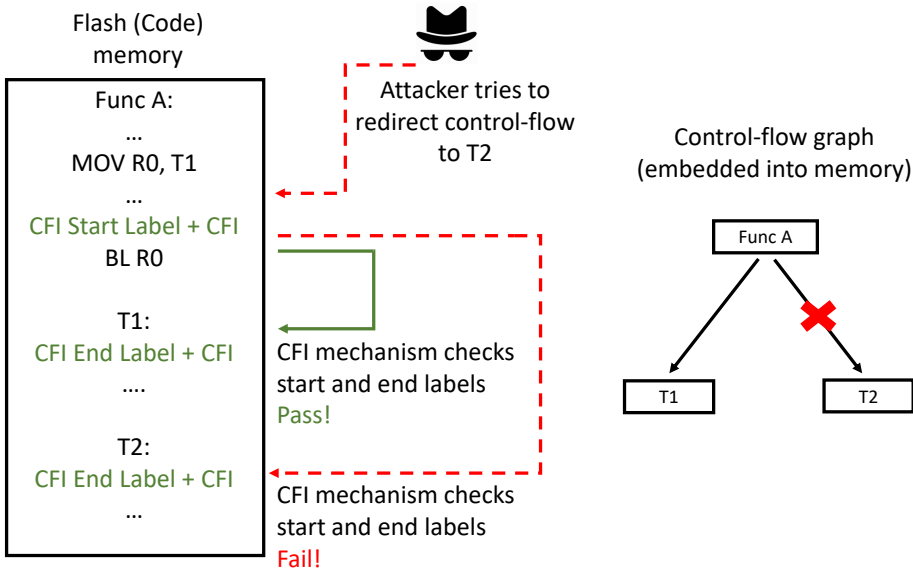 Flash (Code)
memory
Func A:
…
MOV R0, T1
…
CFI Start Label + CFI
BL R0
T1:
CFI End Label + CFI
….
T2:
CFI End Label + CFI
…
Attacker tries to
redirect control-flow
to T2
CFI mechanism checks
start and end labels
Pass!
CFI mechanism checks
start and end labels
Fail!
Control-flow graph
(embedded into memory)
Func A
T1
T2